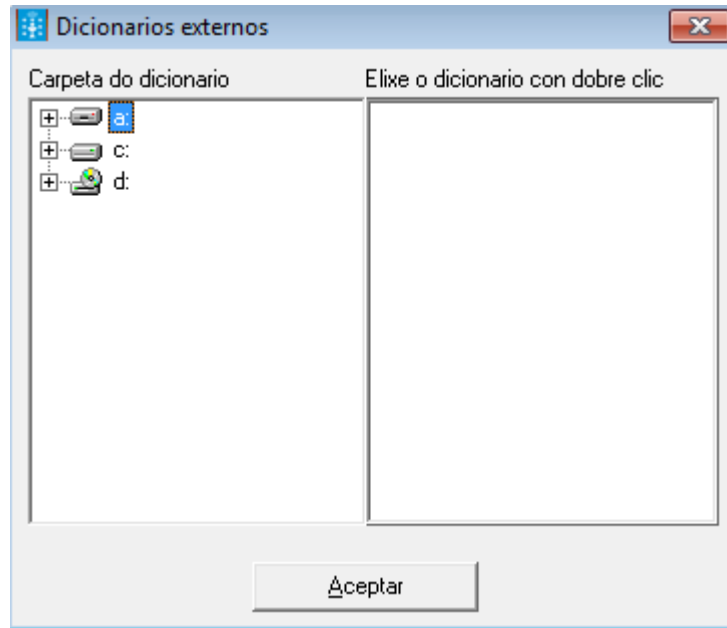 Dicionarios externos
Carpeta do dicionario
Elixe o dicionario con dobre clic
a:
c:
d:
Aceptar